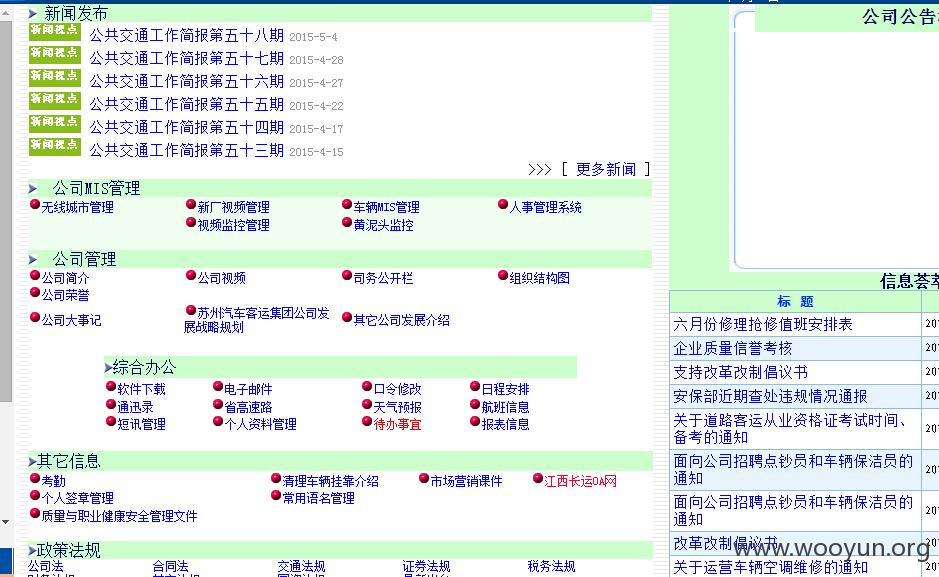 新闻发布
新闻视点 公共交通工作简报第五十八期 2015-5-4
新闻视点 公共交通工作简报第五十七期 2015-4-28
新闻视点 公共交通工作简报第五十六期 2015-4-27
新闻视点 公共交通工作简报第五十五期 2015-4-22
新闻视点 公共交通工作简报第五十四期 2015-4-17
新闻视点 公共交通工作简报第五十三期 2015-4-15
>>> [ 更多新闻 ]
公司MIS管理
无线城市管理 新厂视频管理 车辆MIS管理 人事管理系统
视频监控管理 黄泥头监控
公司管理
公司简介 公司视频 司务公开栏 组织结构图
公司荣誉
公司大事记 苏州汽车客运集团公司发展战略规划 其它公司发展介绍
综合办公
软件下载 电子邮件 口令修改 日程安排
通迅录 省高速路 天气预报 航班信息
短讯管理 个人资料管理 待办事宜 报表信息
其它信息
考勤 清理车辆挂靠介绍 市场营销课件 江西长运OA网
个人签章管理 常用语名管理
质量与职业健康安全管理文件
政策法规
公司法 合同法 交通法规 证券法规 税务法规
公司公告
信息荟萃
标 题
六月份修理抢修值班安排表
企业质量信誉考核
支持改革改制倡议书
安保部近期查处违规情况通报
关于道路客运从业资格证考试时间、
备考的通知
面向公司招聘点钞员和车辆保洁员的
通知
面向公司招聘点钞员和车辆保洁员的
通知
改革改制倡议书
关于运营车辆空调维修的通知
www.wooyun.org